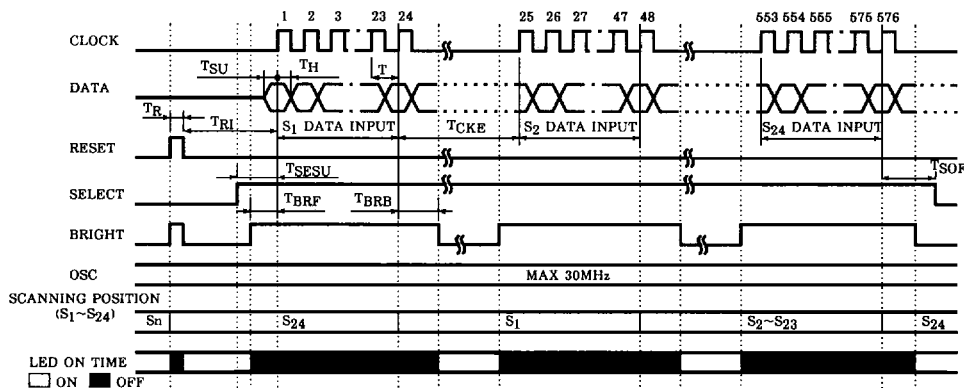 1 2 3 23 24 25 26 27 47 48 553 554 555 575 576
CLOCK
TSU TH T
DATA
TR TRI S1 DATA INPUT TCKE S2 DATA INPUT S24 DATA INPUT
RESET
TSESU TSOF
SELECT
TBRF TBRB
BRIGHT
OSC MAX 30MHz
SCANNING POSITION
(S1~S24)
Sn S24 S1 S2~S23 S24
LED ON TIME
ON OFF